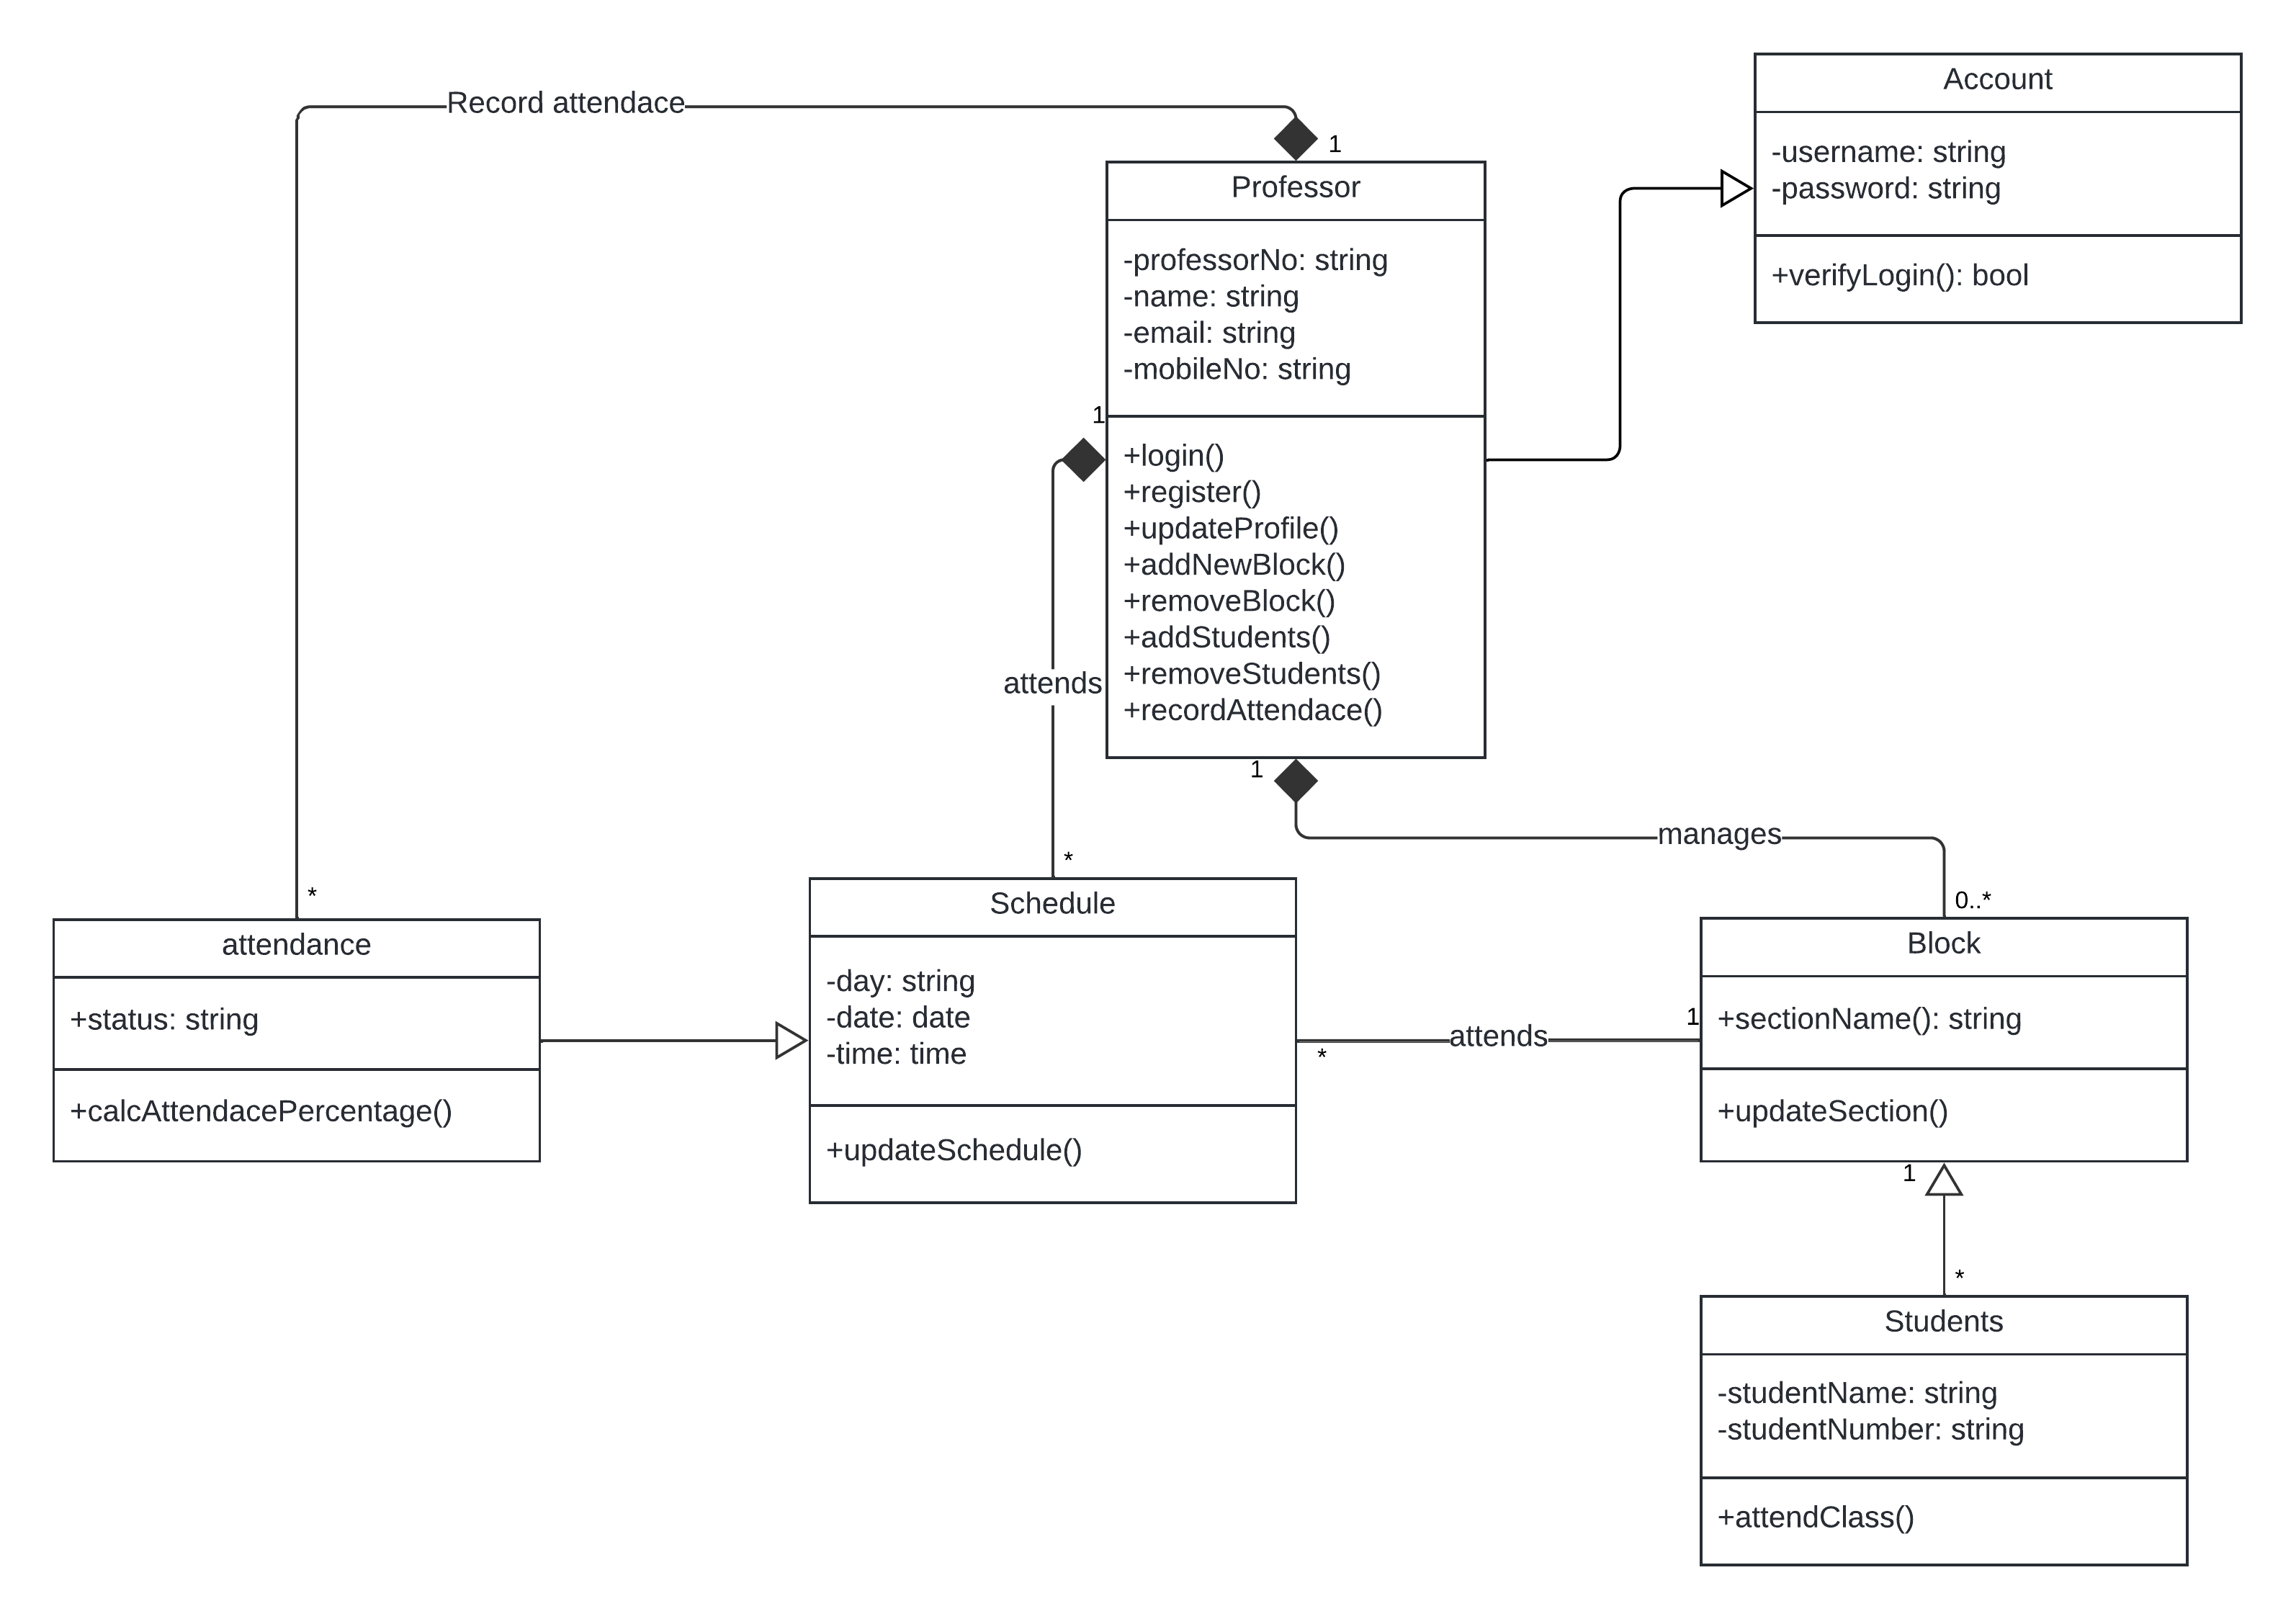 Record attendace
1
Account
-username: string
-password: string
+verifyLogin(): bool
Professor
-professorNo: string
-name: string
-email: string
-mobileNo: string
1
+login()
+register()
+updateProfile()
+addNewBlock()
+removeBlock()
+addStudents()
+removeStudents()
+recordAttendace()
attends
1
manages
*
*
0..*
attendance
+status: string
+calcAttendacePercentage()
Schedule
-day: string
-date: date
-time: time
+updateSchedule()
*
attends
1
Block
+sectionName(): string
+updateSection()
1
*
Students
-studentName: string
-studentNumber: string
+attendClass()